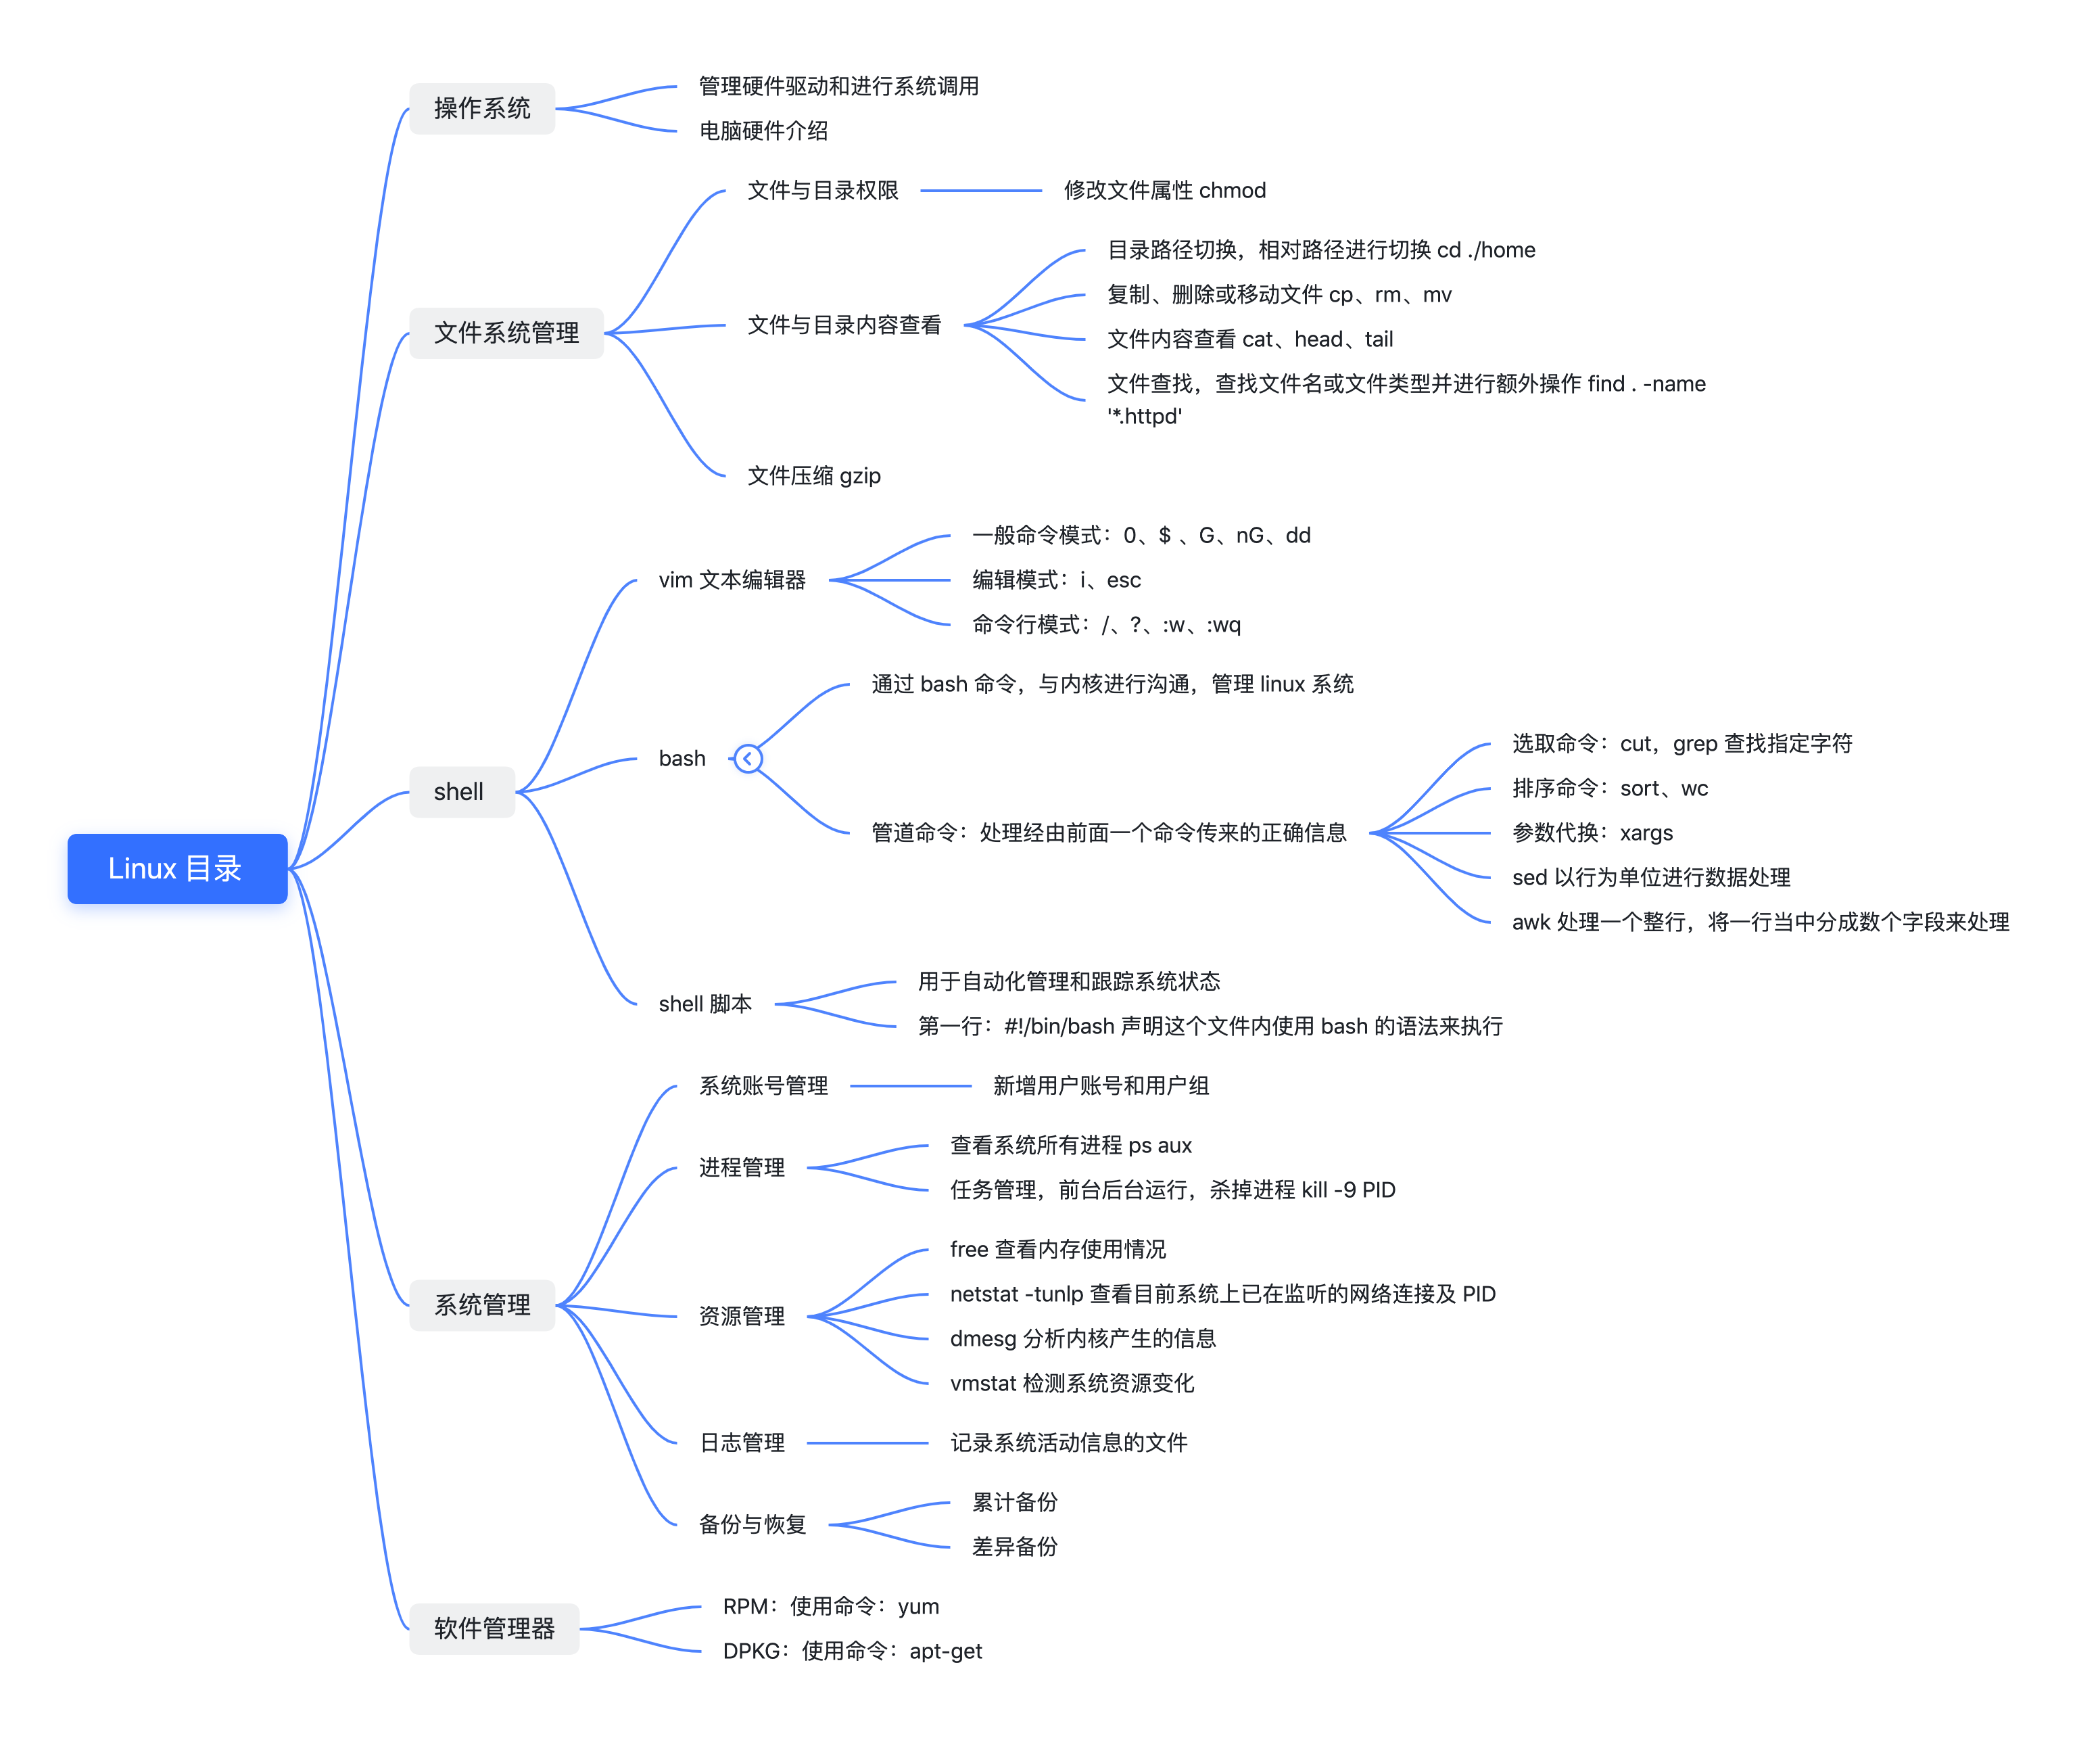 Linux 目录
操作系统
管理硬件驱动和进行系统调用
电脑硬件介绍
文件系统管理
文件与目录权限
修改文件属性 chmod
文件与目录内容查看
目录路径切换，相对路径进行切换 cd ./home
复制、删除或移动文件 cp、rm、mv
文件内容查看 cat、head、tail
文件查找，查找文件名或文件类型并进行额外操作 find . -name
'*.httpd'
文件压缩 gzip
shell
vim 文本编辑器
一般命令模式：0、$ 、G、nG、dd
编辑模式：i、esc
命令行模式：/、?、:w、:wq
bash
通过 bash 命令，与内核进行沟通，管理 linux 系统
管道命令：处理经由前面一个命令传来的正确信息
选取命令：cut，grep 查找指定字符
排序命令：sort、wc
参数代换：xargs
sed 以行为单位进行数据处理
awk 处理一个整行，将一行当中分成数个字段来处理
shell 脚本
用于自动化管理和跟踪系统状态
第一行：#!/bin/bash 声明这个文件内使用 bash 的语法来执行
系统管理
系统账号管理
新增用户账号和用户组
进程管理
查看系统所有进程 ps aux
任务管理，前台后台运行，杀掉进程 kill -9 PID
资源管理
free 查看内存使用情况
netstat -tunlp 查看目前系统上已在监听的网络连接及 PID
dmesg 分析内核产生的信息
vmstat 检测系统资源变化
日志管理
记录系统活动信息的文件
备份与恢复
累计备份
差异备份
软件管理器
RPM：使用命令：yum
DPKG：使用命令：apt-get